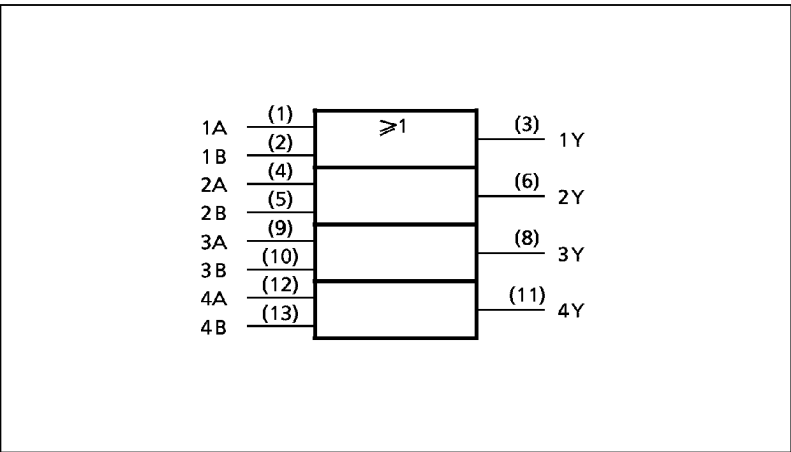 1A (1) ⩾1 (3) 1Y
1B (2)
2A (4) (6) 2Y
2B (5)
3A (9) (8) 3Y
3B (10)
4A (12) (11) 4Y
4B (13)